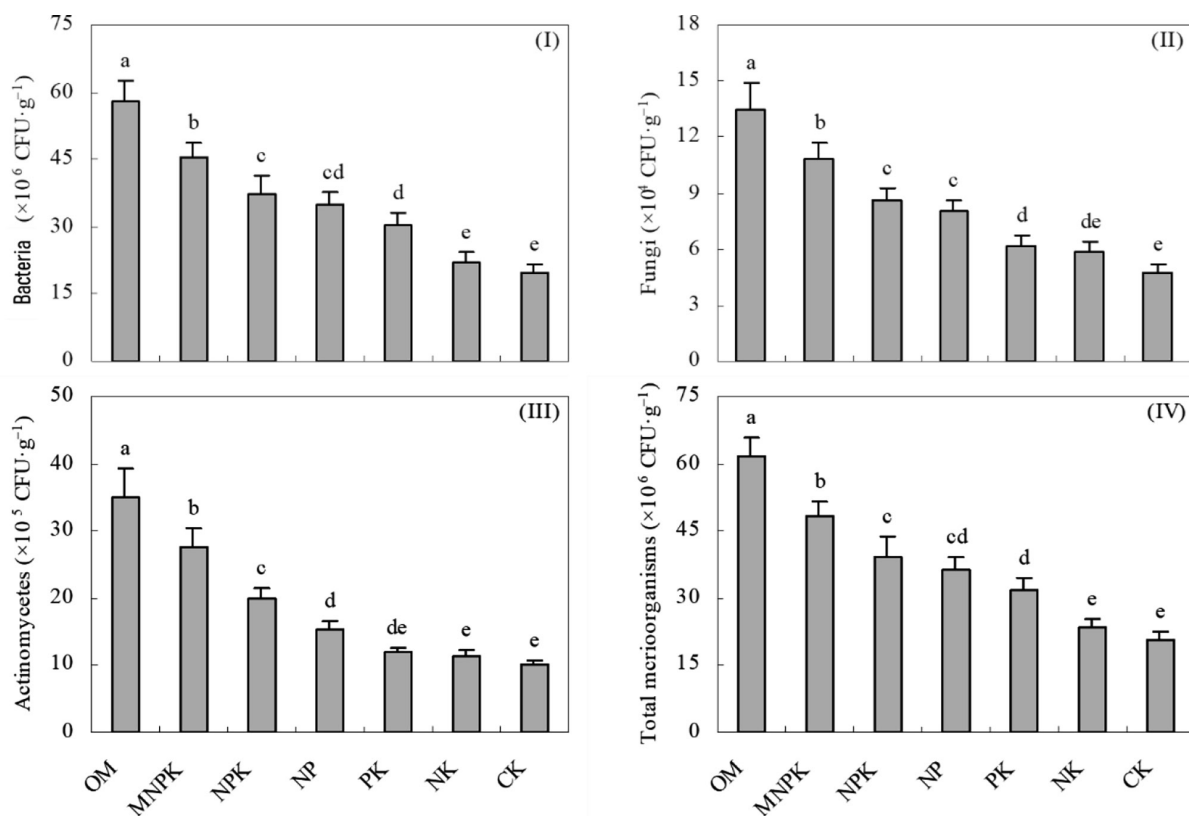 75
60
45
30
15
0
Bacteria (×10⁶ CFU·g⁻¹)
(I)
a
b
c
cd
d
e
e
18
15
12
9
6
3
0
Fungi (×10⁴ CFU·g⁻¹)
(II)
a
b
c
c
d
de
e
50
40
30
20
10
0
Actinomycetes (×10⁵ CFU·g⁻¹)
(III)
a
b
c
d
de
e
e
OM
MNPK
NPK
NP
PK
NK
CK
75
60
45
30
15
0
Total mcrioorganisms (×10⁶ CFU·g⁻¹)
(IV)
a
b
c
cd
d
e
e
OM
MNPK
NPK
NP
PK
NK
CK